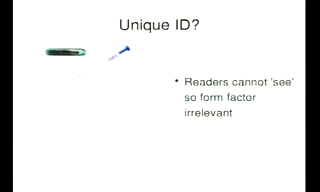 Unique ID?
• Readers cannot 'see'
so form factor
irrelevant